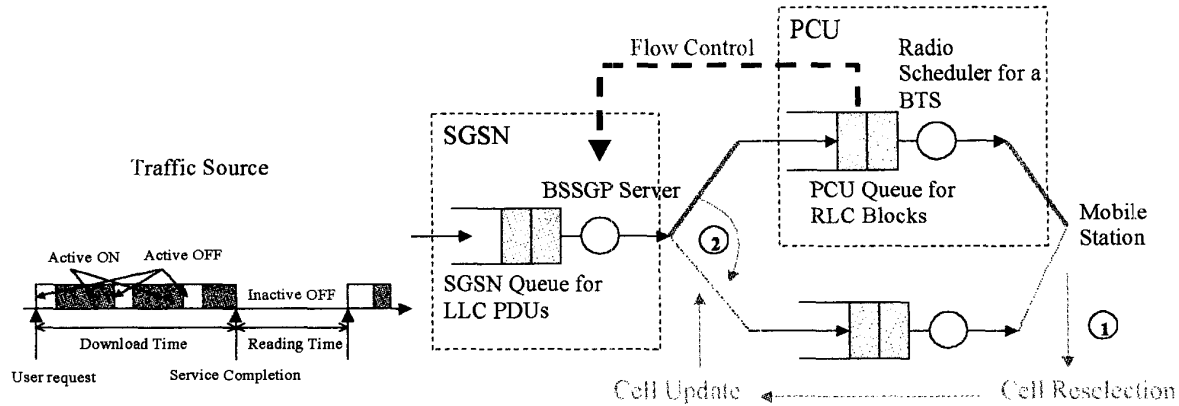 PCU
Flow Control
Radio
Scheduler for a
BTS
SGSN
Traffic Source
BSSGP Server
PCU Queue for
RLC Blocks
Mobile
Station
2
Active ON
Active OFF
Inactive OFF
SGSN Queue for
LLC PDUs
1
Download Time
Reading Time
User request
Service Completion
Cell Update
Cell Reselection